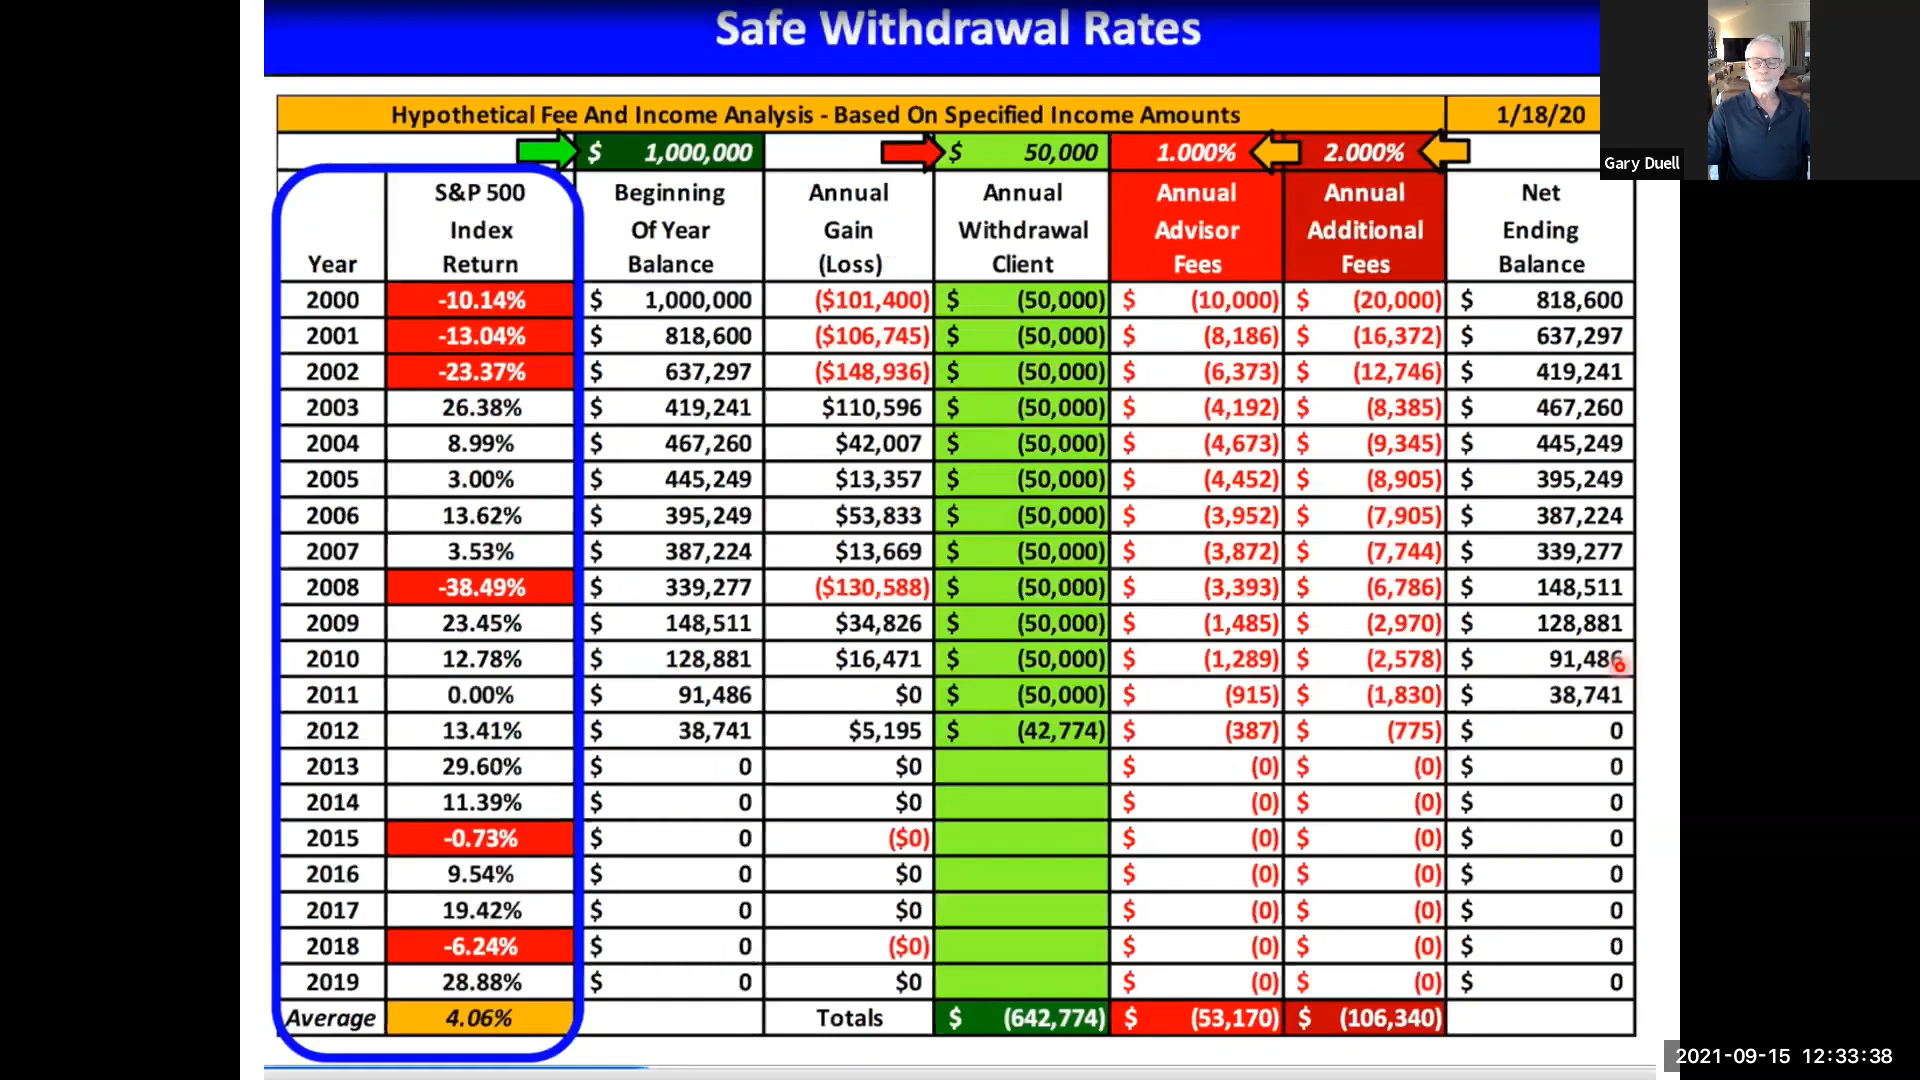 Safe Withdrawal Rates
Gary Duell
Hypothetical Fee And Income Analysis - Based On Specified Income Amounts 1/18/20
$ 1,000,000 $ 50,000 1.000% 2.000%
S&P 500 Beginning Annual Annual Annual Annual Net
Index Of Year Gain Withdrawal Advisor Additional Ending
Year Return Balance (Loss) Client Fees Fees Balance
2000 -10.14% $ 1,000,000 ($101,400) $ (50,000) $ (10,000) $ (20,000) $ 818,600
2001 -13.04% $ 818,600 ($106,745) $ (50,000) $ (8,186) $ (16,372) $ 637,297
2002 -23.37% $ 637,297 ($148,936) $ (50,000) $ (6,373) $ (12,746) $ 419,241
2003 26.38% $ 419,241 $110,596 $ (50,000) $ (4,192) $ (8,385) $ 467,260
2004 8.99% $ 467,260 $42,007 $ (50,000) $ (4,673) $ (9,345) $ 445,249
2005 3.00% $ 445,249 $13,357 $ (50,000) $ (4,452) $ (8,905) $ 395,249
2006 13.62% $ 395,249 $53,833 $ (50,000) $ (3,952) $ (7,905) $ 387,224
2007 3.53% $ 387,224 $13,669 $ (50,000) $ (3,872) $ (7,744) $ 339,277
2008 -38.49% $ 339,277 ($130,588) $ (50,000) $ (3,393) $ (6,786) $ 148,511
2009 23.45% $ 148,511 $34,826 $ (50,000) $ (1,485) $ (2,970) $ 128,881
2010 12.78% $ 128,881 $16,471 $ (50,000) $ (1,289) $ (2,578) $ 91,486
2011 0.00% $ 91,486 $0 $ (50,000) $ (915) $ (1,830) $ 38,741
2012 13.41% $ 38,741 $5,195 $ (42,774) $ (387) $ (775) $ 0
2013 29.60% $ 0 $0 $ (0) $ (0) $ 0
2014 11.39% $ 0 $0 $ (0) $ (0) $ 0
2015 -0.73% $ 0 ($0) $ (0) $ (0) $ 0
2016 9.54% $ 0 $0 $ (0) $ (0) $ 0
2017 19.42% $ 0 $0 $ (0) $ (0) $ 0
2018 -6.24% $ 0 ($0) $ (0) $ (0) $ 0
2019 28.88% $ 0 $0 $ (0) $ (0) $ 0
Average 4.06% Totals $ (642,774) $ (53,170) $ (106,340)
2021-09-15 12:33:38